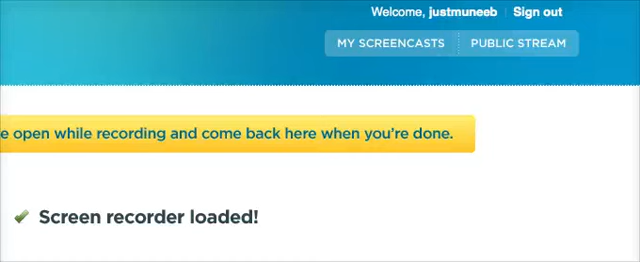 Welcome, justmuneeb Sign out
MY SCREENCASTS PUBLIC STREAM
e open while recording and come back here when you're done.
Screen recorder loaded!